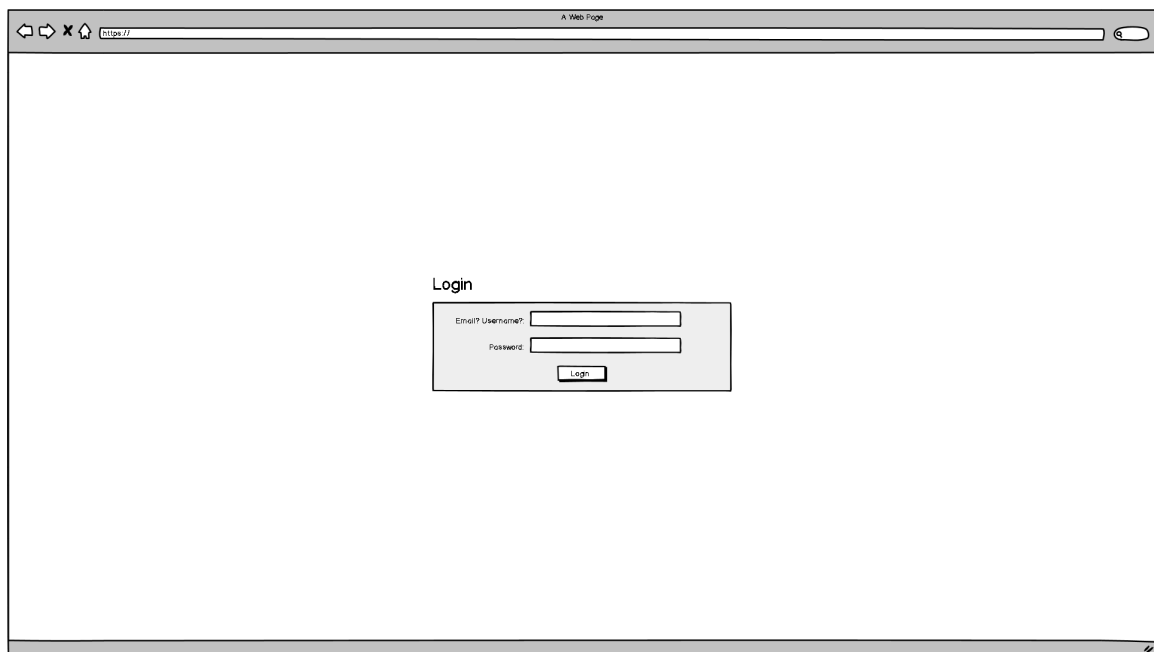 A Web Page
https://
Login
Email? Username?:
Password:
Login